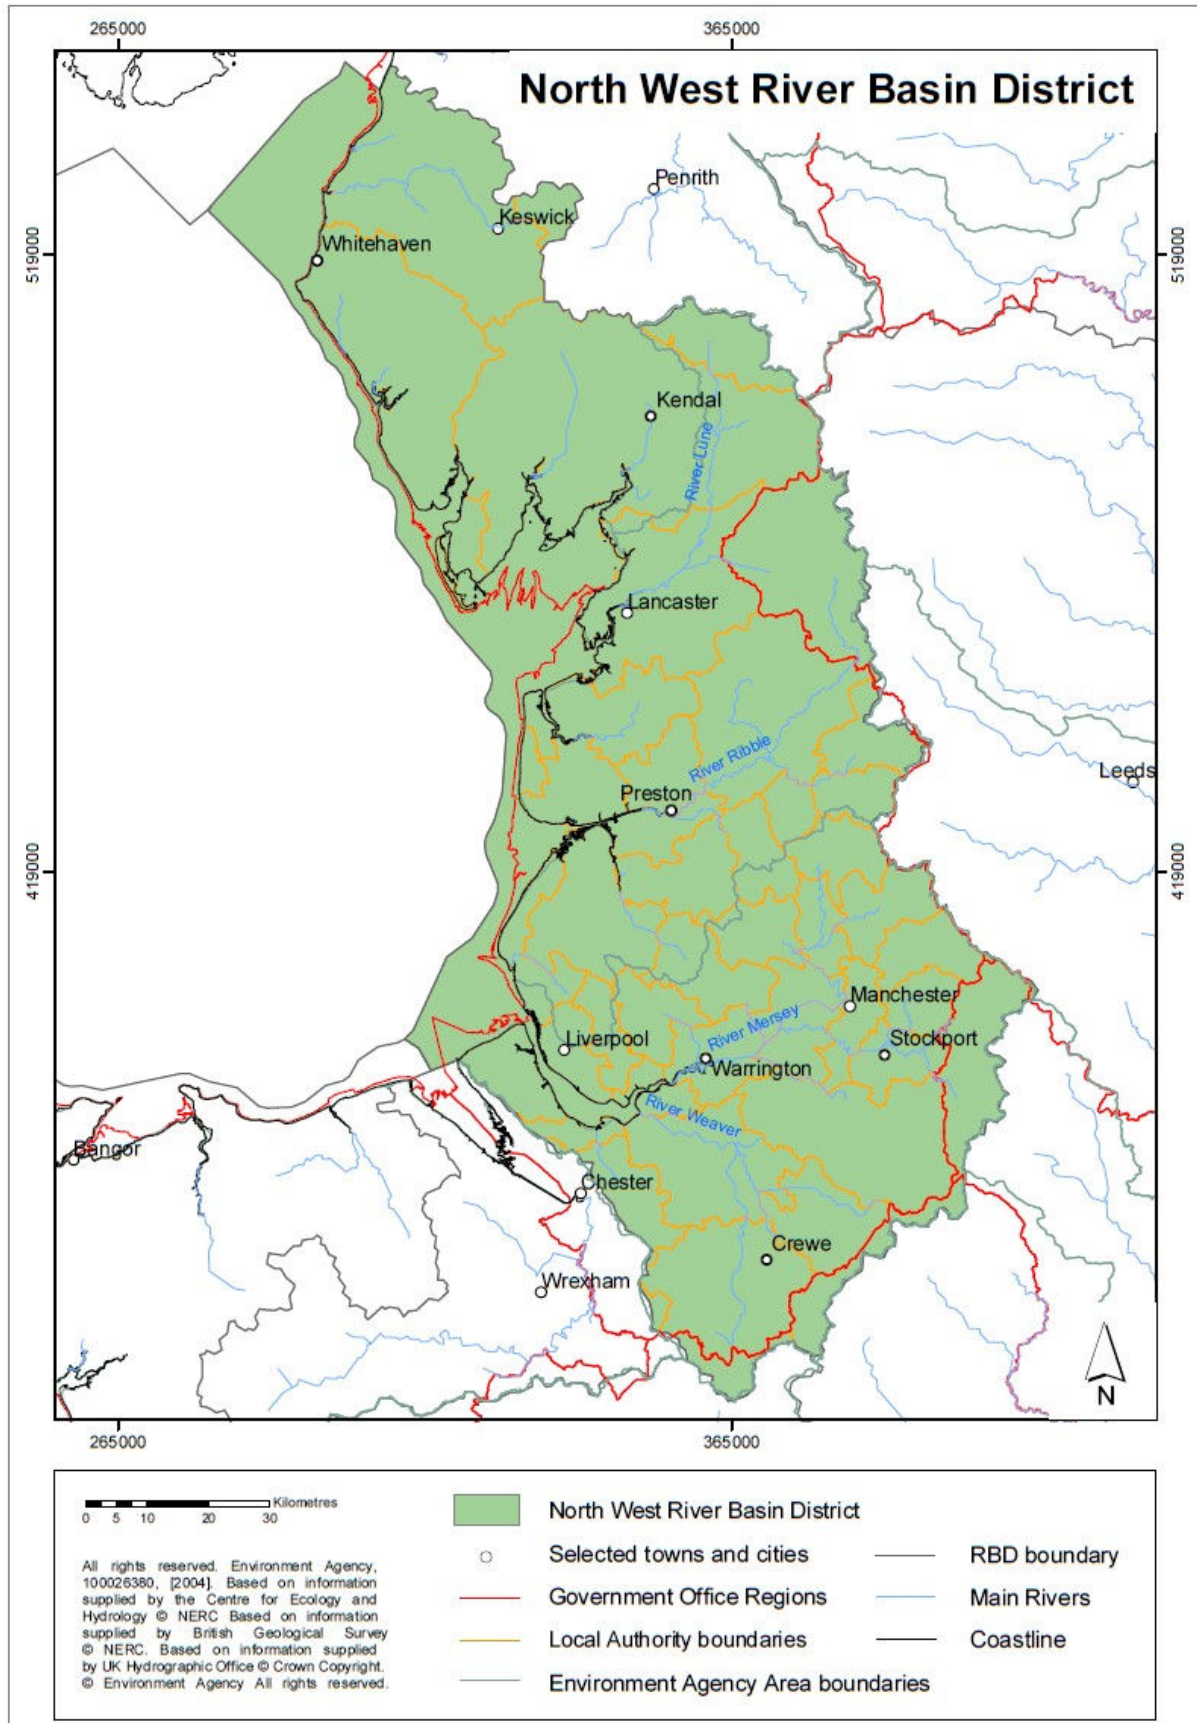 265000
365000
North West River Basin District
Penrith
Keswick
Whitehaven
519000
519000
Kendal
River Lune
Lancaster
River Ribble
Leeds
Preston
419000
419000
Manchester
River Mersey
Liverpool
Stockport
Warrington
River Weaver
Bangor
Chester
Crewe
Wrexham
N
265000
365000
Kilometres
0 5 10 20 30
All rights reserved. Environment Agency,
100026380, [2004]. Based on information
supplied by the Centre for Ecology and
Hydrology © NERC Based on information
supplied by British Geological Survey
© NERC. Based on information supplied
by UK Hydrographic Office © Crown Copyright.
© Environment Agency All rights reserved.
North West River Basin District
Selected towns and cities
Government Office Regions
Local Authority boundaries
Environment Agency Area boundaries
RBD boundary
Main Rivers
Coastline